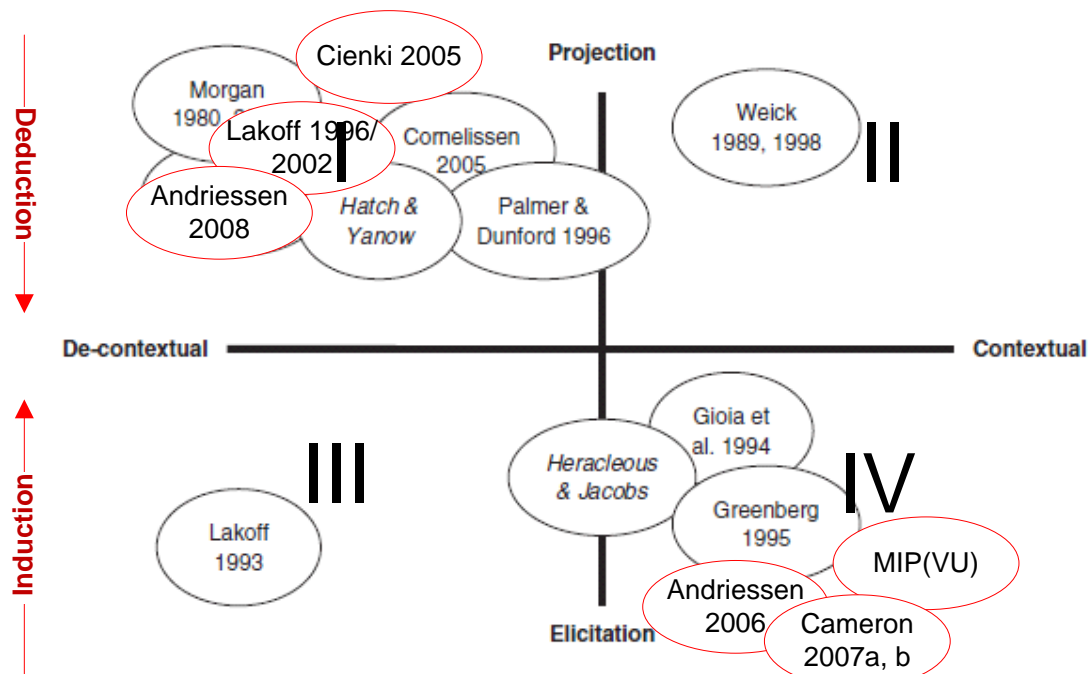 Cienki 2005
Projection
Morgan
1980,
Weick
1989, 1998
Lakoff 1996/
2002
I
Cornelissen
2005
II
Deduction
Andriessen
2008
Hatch &
Yanow
Palmer &
Dunford 1996
De-contextual
Contextual
Induction
III
Gioia et
al. 1994
Heracleous
& Jacobs
IV
Greenberg
1995
Lakoff
1993
MIP(VU)
Andriessen
2006
Elicitation
Cameron
2007a, b